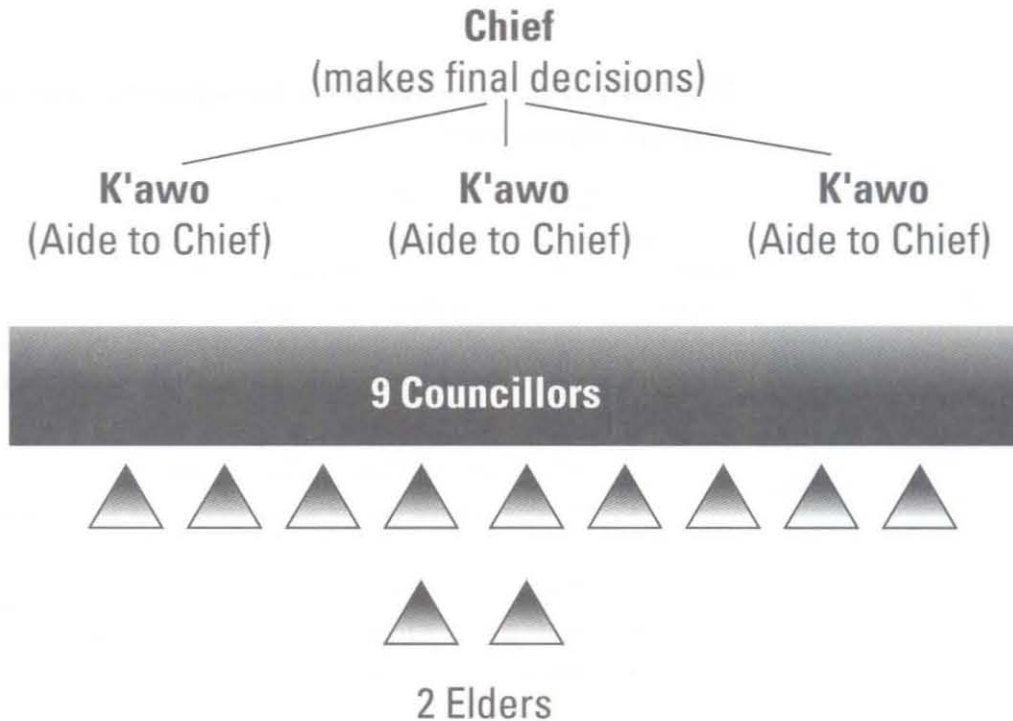 Chief
(makes final decisions)
K'awo K'awo K'awo
(Aide to Chief) (Aide to Chief) (Aide to Chief)
9 Councillors
2 Elders